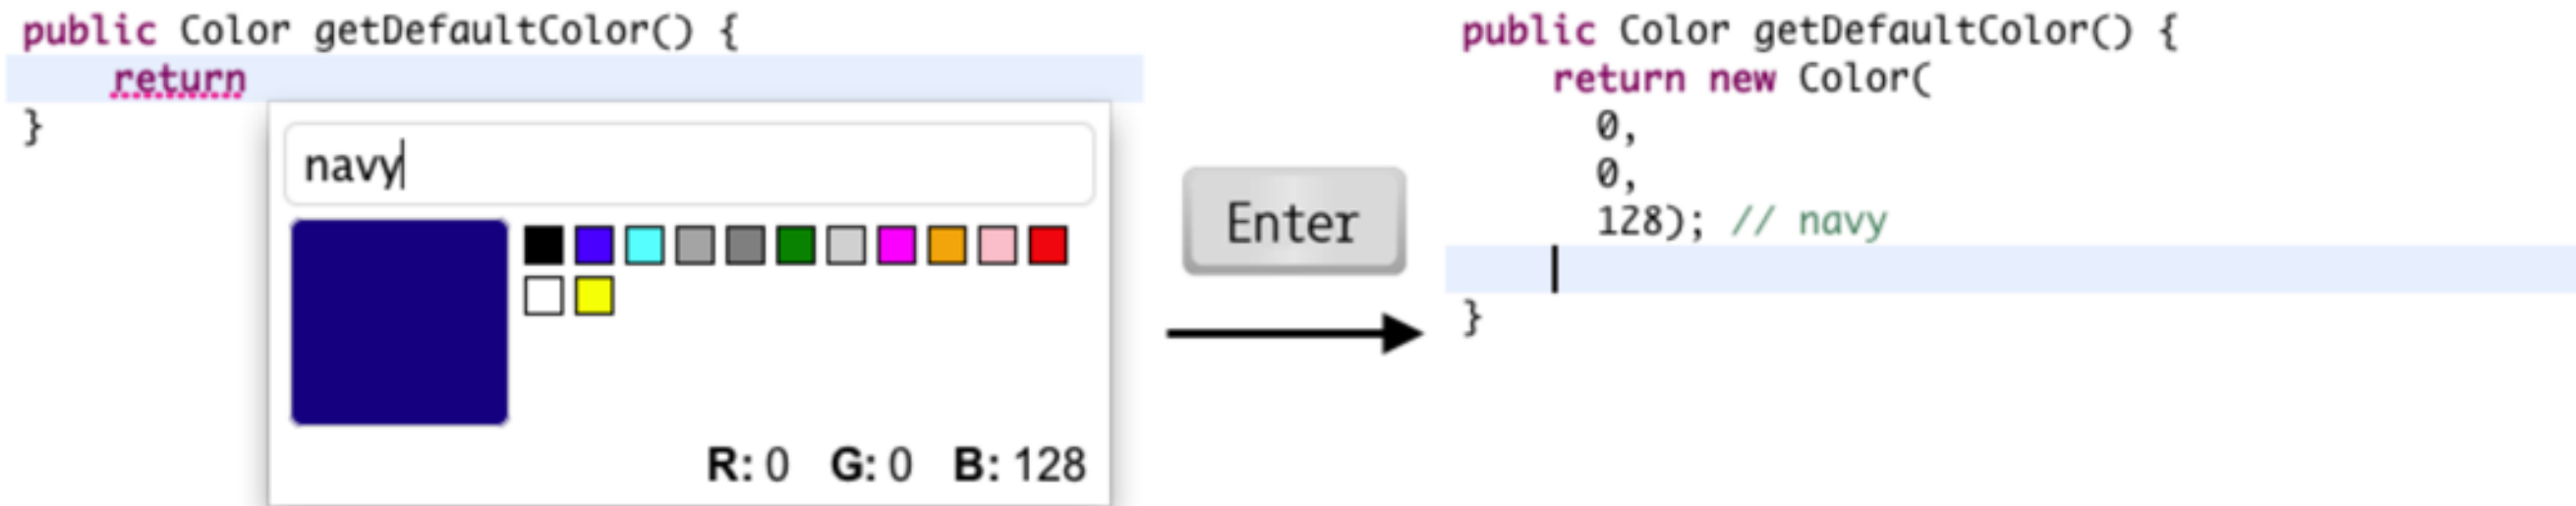 public Color getDefaultColor() {
return
}
navy
R: 0 G: 0 B: 128
Enter
public Color getDefaultColor() {
return new Color(
0,
0,
128); // navy
}